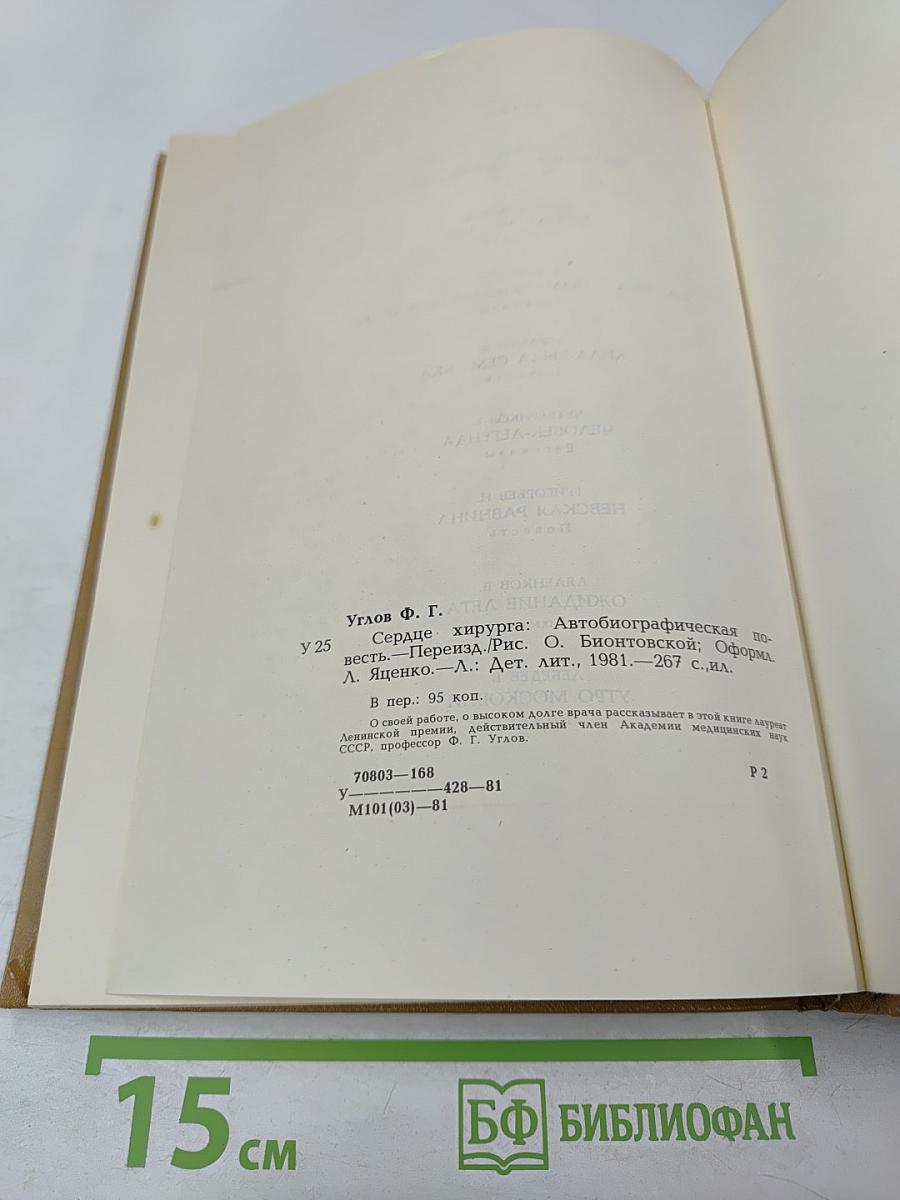 Углов Ф. Г.
У 25 Сердце хирурга: Автобиографическая по-
весть.—Переизд./Рис. О. Бионтовской; Оформл.
Л. Яценко.—Л.: Дет. лит., 1981.—267 с.,ил.
В пер.: 95 коп.
О своей работе, о высоком долге врача рассказывает в этой книге лауреат
Ленинской премии, действительный член Академии медицинских наук
СССР, профессор Ф. Г. Углов.
70803—168
У——————428—81
М101(03)—81
Р 2
15 см
БФ БИБЛИОФАН